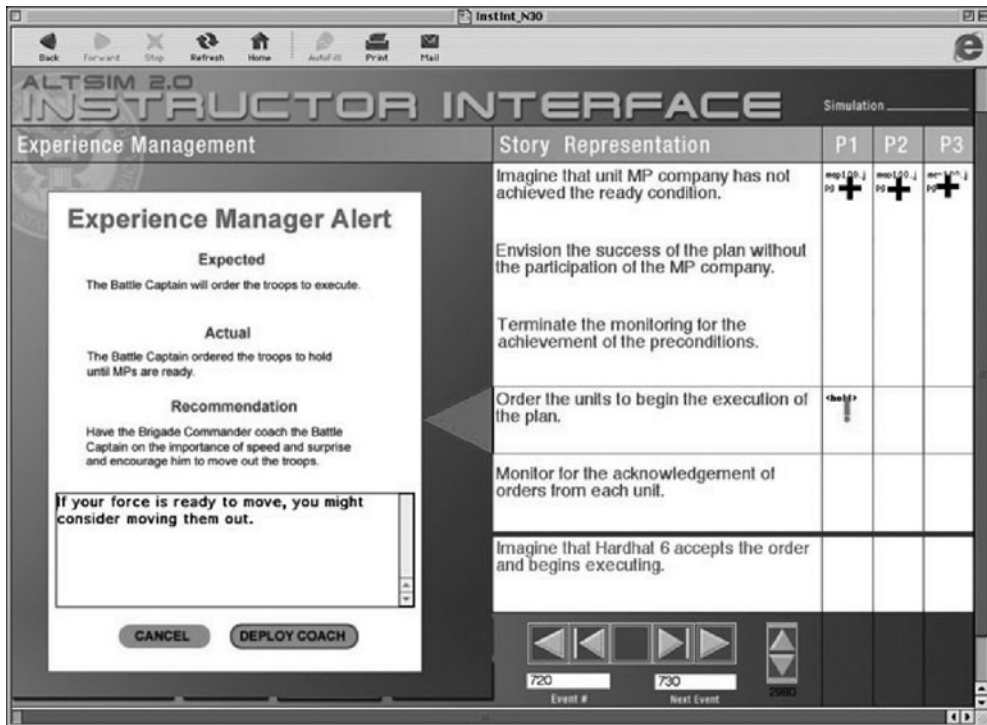 InstInt_N30
Back Forward Stop Refresh Home AutoFill Print Mail
ALTSIM 2.0
INSTRUCTOR INTERFACE
Simulation
Experience Management
Story Representation
P1 P2 P3
Experience Manager Alert
Expected
The Battle Captain will order the troops to execute.
Actual
The Battle Captain ordered the troops to hold
until MPs are ready.
Recommendation
Have the Brigade Commander coach the Battle
Captain on the importance of speed and surprise
and encourage him to move out the troops.
If your force is ready to move, you might
consider moving them out.
CANCEL
DEPLOY COACH
Imagine that unit MP company has not
achieved the ready condition.
Envision the success of the plan without
the participation of the MP company.
Terminate the monitoring for the
achievement of the preconditions.
Order the units to begin the execution of
the plan.
<hold>
Monitor for the acknowledgement of
orders from each unit.
Imagine that Hardhat 6 accepts the order
and begins executing.
720 730
Event # Next Event
2980